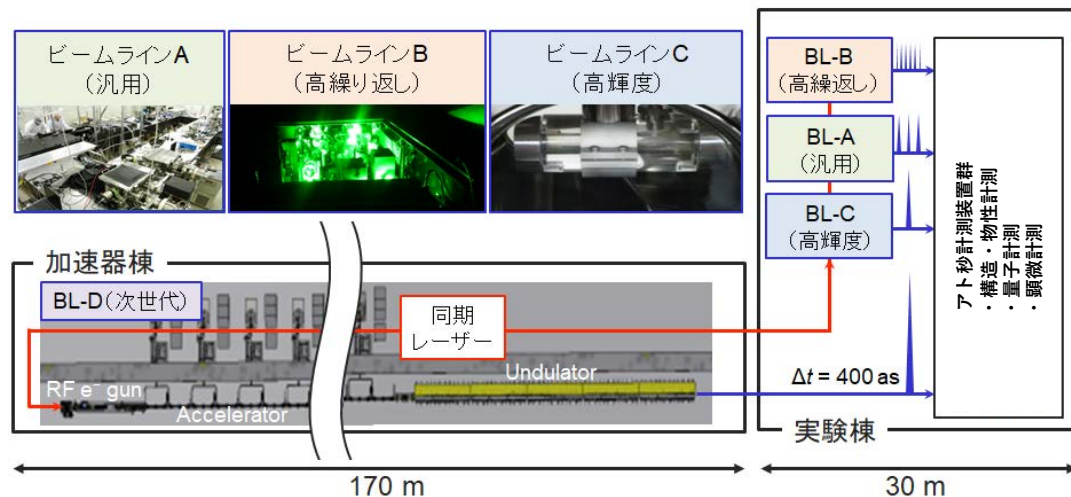 ビームラインA
（汎用）
ビームラインB
（高繰り返し）
ビームラインC
（高輝度）
加速器棟
BL-D（次世代）
同期
レーザー
RF e⁻ gun
Accelerator
Undulator
170 m
BL-B
（高繰返し）
BL-A
（汎用）
BL-C
（高輝度）
Δt = 400 as
アト秒計測装置群
・構造・物性計測
・量子計測
・顕微計測
実験棟
30 m